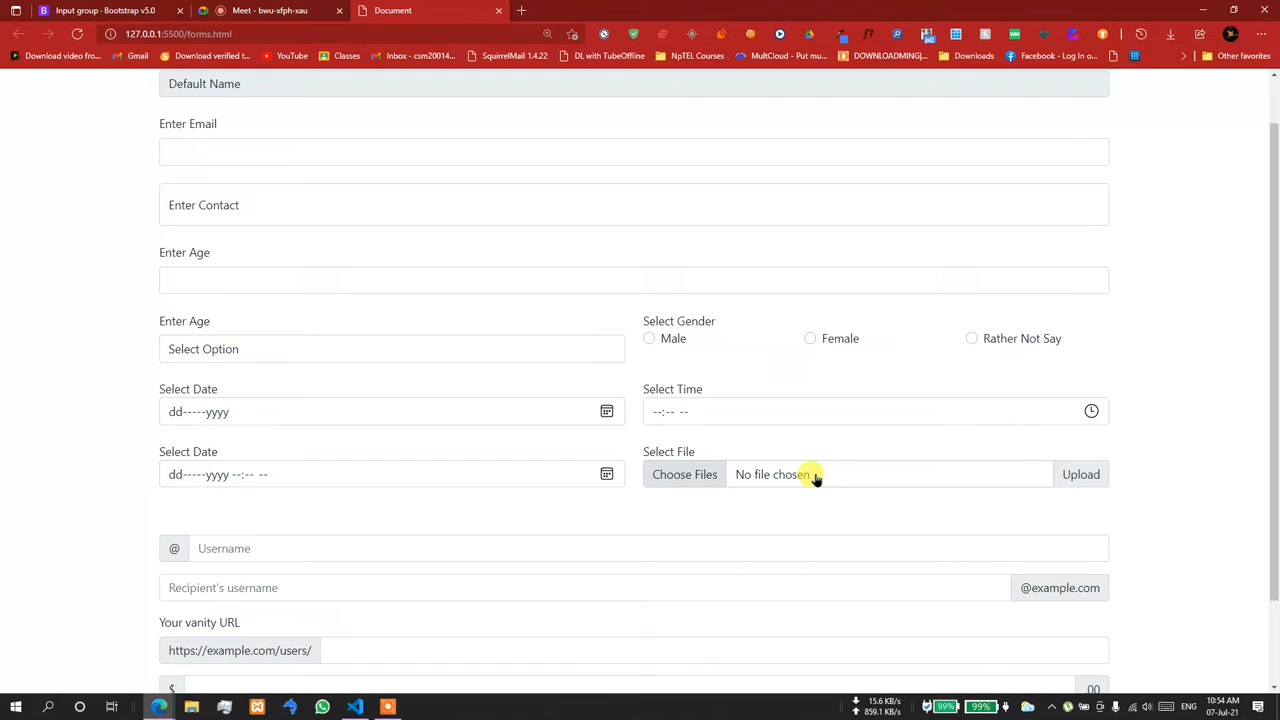 Input group · Bootstrap v5.0
Meet - bwu-xfph-xau
Document
127.0.0.1:5500/forms.html
Download video fro...
Gmail
Download verified t...
YouTube
Classes
Inbox - csm20014...
SquirrelMail 1.4.22
DL with TubeOffline
NpTEL Courses
MultCloud - Put mu...
DOWNLOADMING|...
Downloads
Facebook - Log In o...
Other favorites
Default Name
Enter Email
Enter Contact
Enter Age
Enter Age
Select Gender
Select Option
Male
Female
Rather Not Say
Select Date
Select Time
dd-----yyyy
--:-- --
Select Date
Select File
dd-----yyyy --:-- --
Choose Files
No file chosen
Upload
@
Username
Recipient's username
@example.com
Your vanity URL
https://example.com/users/
$
.00
15.6 KB/s
859.1 KB/s
99%
99%
ENG
10:54 AM
07-Jul-21